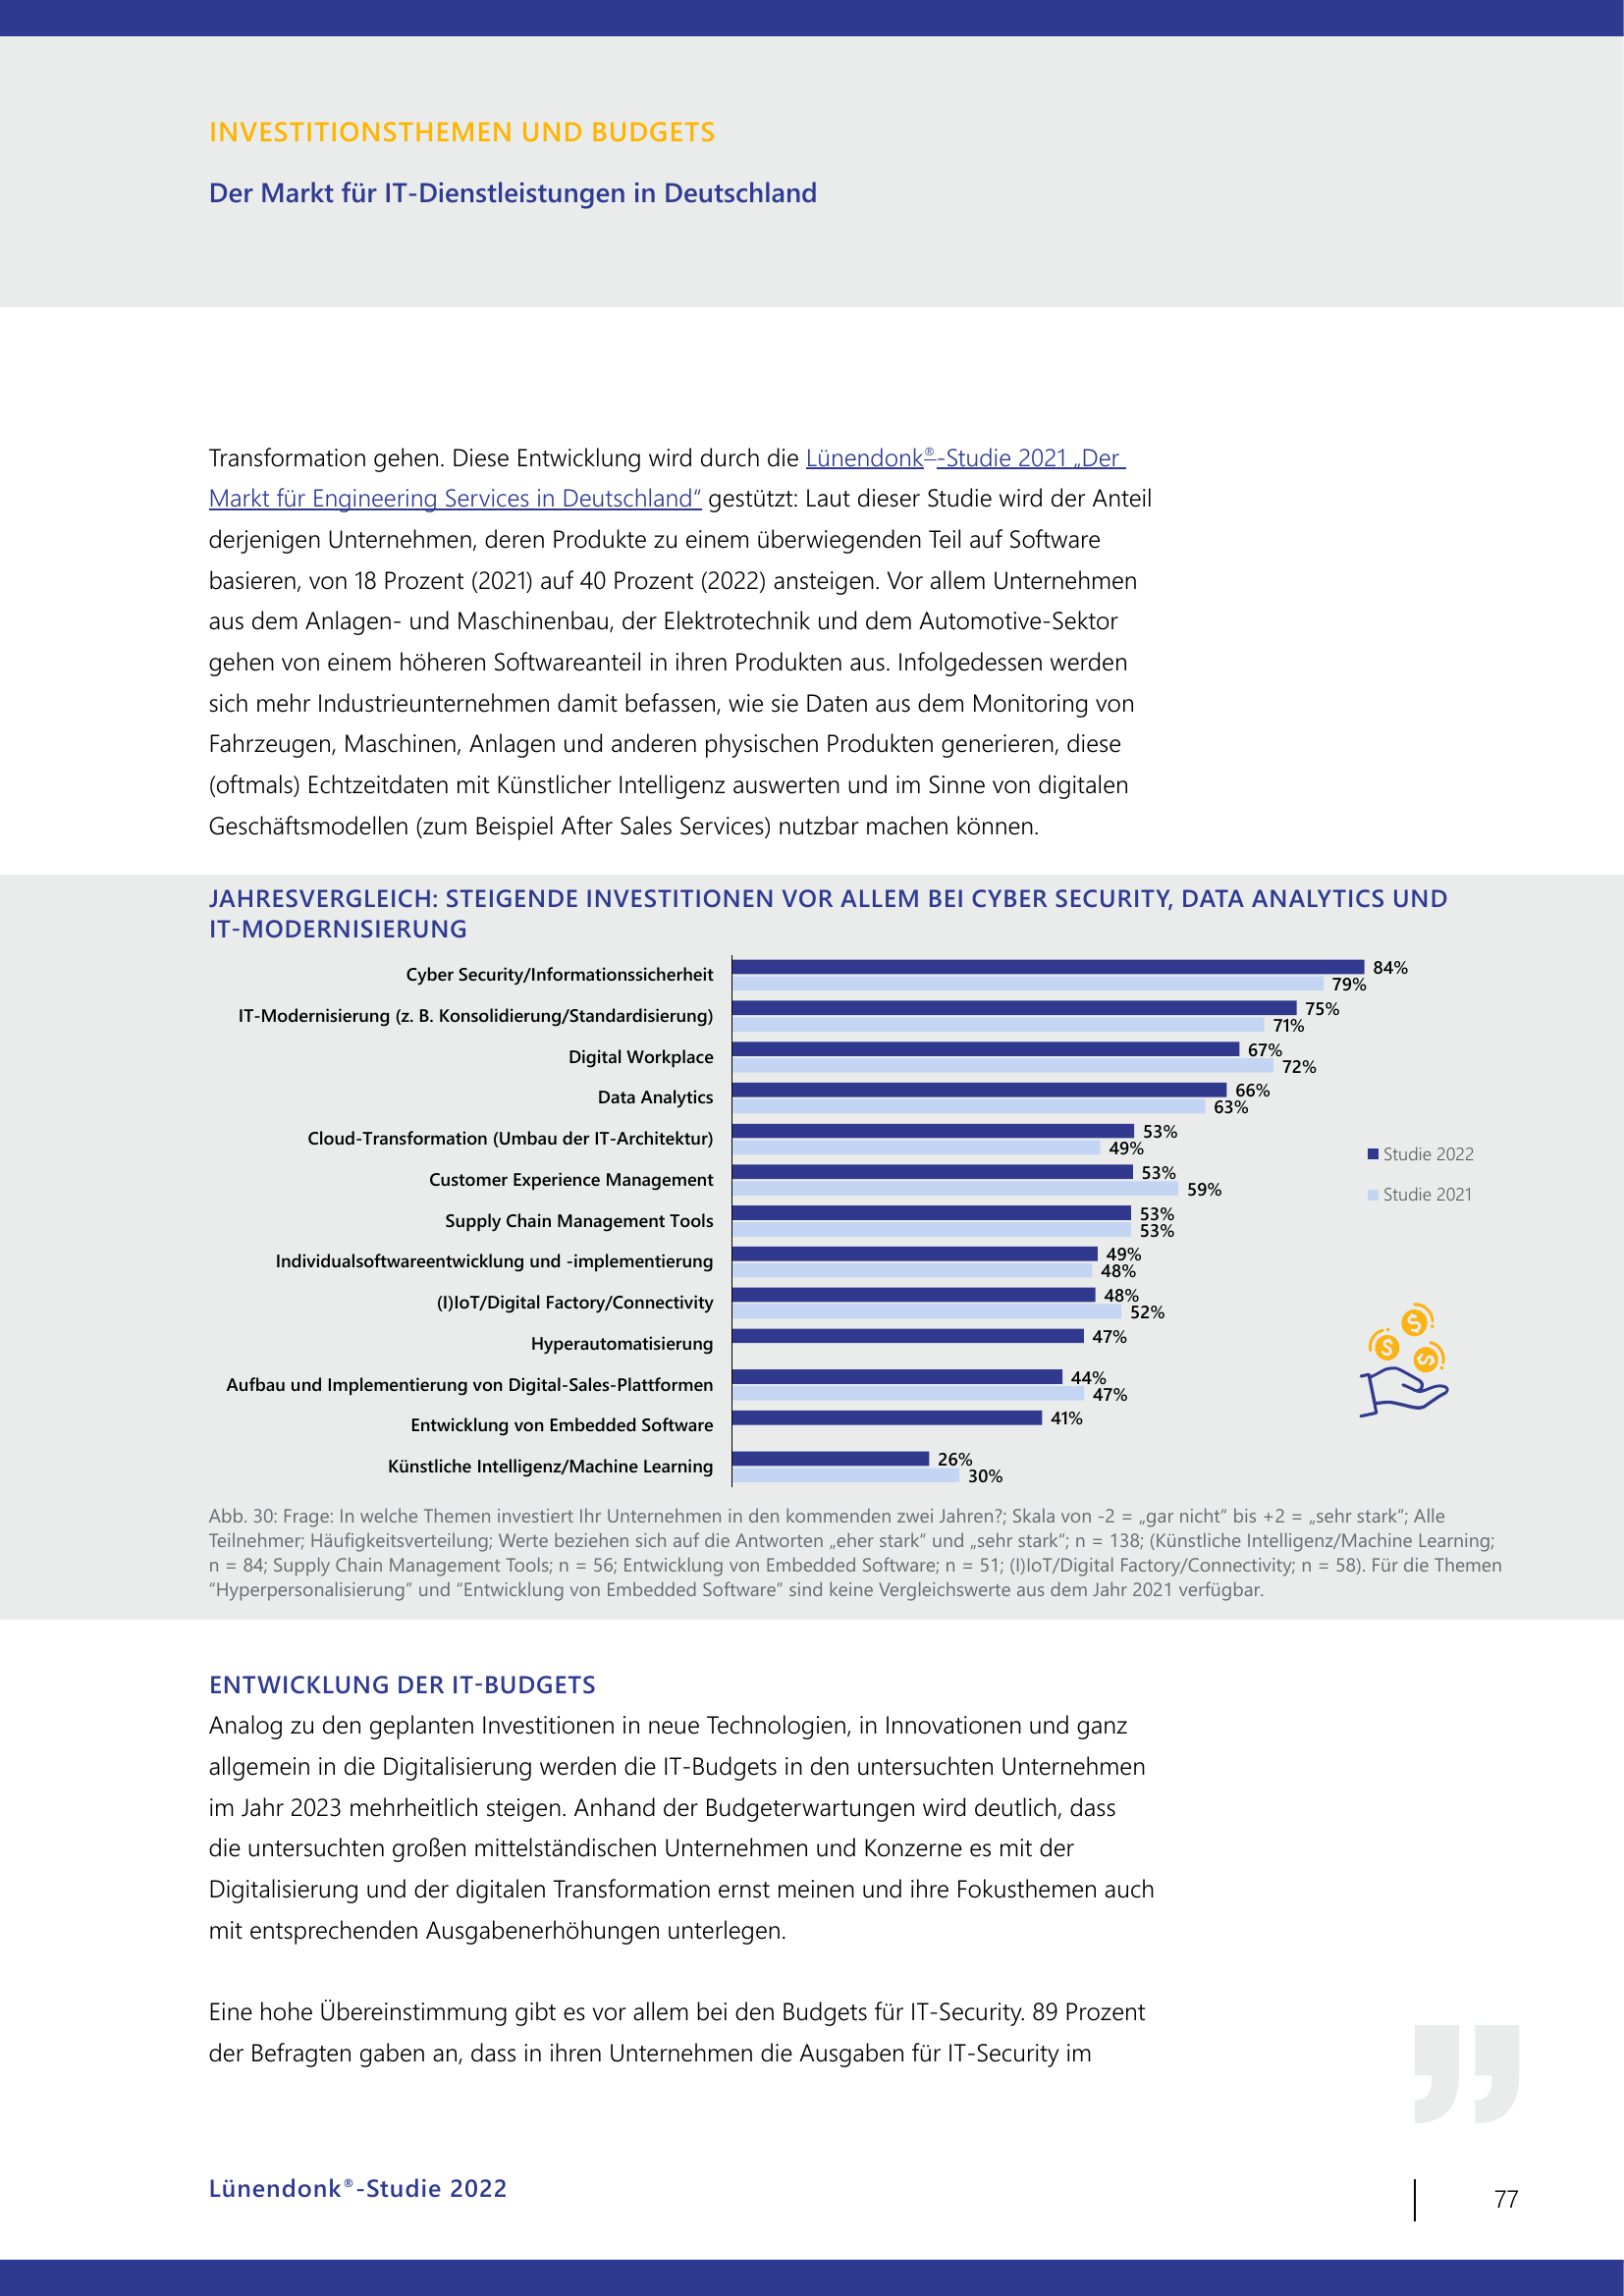 INVESTITIONSTHEMEN UND BUDGETS
Der Markt für IT-Dienstleistungen in Deutschland
Transformation gehen. Diese Entwicklung wird durch die Lünendonk®-Studie 2021 „Der
Markt für Engineering Services in Deutschland“ gestützt: Laut dieser Studie wird der Anteil
derjenigen Unternehmen, deren Produkte zu einem überwiegenden Teil auf Software
basieren, von 18 Prozent (2021) auf 40 Prozent (2022) ansteigen. Vor allem Unternehmen
aus dem Anlagen- und Maschinenbau, der Elektrotechnik und dem Automotive-Sektor
gehen von einem höheren Softwareanteil in ihren Produkten aus. Infolgedessen werden
sich mehr Industrieunternehmen damit befassen, wie sie Daten aus dem Monitoring von
Fahrzeugen, Maschinen, Anlagen und anderen physischen Produkten generieren, diese
(oftmals) Echtzeitdaten mit Künstlicher Intelligenz auswerten und im Sinne von digitalen
Geschäftsmodellen (zum Beispiel After Sales Services) nutzbar machen können.
JAHRESVERGLEICH: STEIGENDE INVESTITIONEN VOR ALLEM BEI CYBER SECURITY, DATA ANALYTICS UND
IT-MODERNISIERUNG
Cyber Security/Informationssicherheit 84%
79%
IT-Modernisierung (z. B. Konsolidierung/Standardisierung) 75%
71%
Digital Workplace 67%
72%
Data Analytics 66%
63%
Cloud-Transformation (Umbau der IT-Architektur) 53%
49%
Customer Experience Management 53%
59%
Supply Chain Management Tools 53%
53%
Individualsoftwareentwicklung und -implementierung 49%
48%
(I)IoT/Digital Factory/Connectivity 48%
52%
Hyperautomatisierung 47%
Aufbau und Implementierung von Digital-Sales-Plattformen 44%
47%
Entwicklung von Embedded Software 41%
Künstliche Intelligenz/Machine Learning 26%
30%
Studie 2022
Studie 2021
Abb. 30: Frage: In welche Themen investiert Ihr Unternehmen in den kommenden zwei Jahren?; Skala von -2 = „gar nicht“ bis +2 = „sehr stark“; Alle
Teilnehmer; Häufigkeitsverteilung; Werte beziehen sich auf die Antworten „eher stark“ und „sehr stark“; n = 138; (Künstliche Intelligenz/Machine Learning;
n = 84; Supply Chain Management Tools; n = 56; Entwicklung von Embedded Software; n = 51; (I)IoT/Digital Factory/Connectivity; n = 58). Für die Themen
“Hyperpersonalisierung” und “Entwicklung von Embedded Software” sind keine Vergleichswerte aus dem Jahr 2021 verfügbar.
ENTWICKLUNG DER IT-BUDGETS
Analog zu den geplanten Investitionen in neue Technologien, in Innovationen und ganz
allgemein in die Digitalisierung werden die IT-Budgets in den untersuchten Unternehmen
im Jahr 2023 mehrheitlich steigen. Anhand der Budgeterwartungen wird deutlich, dass
die untersuchten großen mittelständischen Unternehmen und Konzerne es mit der
Digitalisierung und der digitalen Transformation ernst meinen und ihre Fokusthemen auch
mit entsprechenden Ausgabenerhöhungen unterlegen.
Eine hohe Übereinstimmung gibt es vor allem bei den Budgets für IT-Security. 89 Prozent
der Befragten gaben an, dass in ihren Unternehmen die Ausgaben für IT-Security im
Lünendonk®-Studie 2022
77